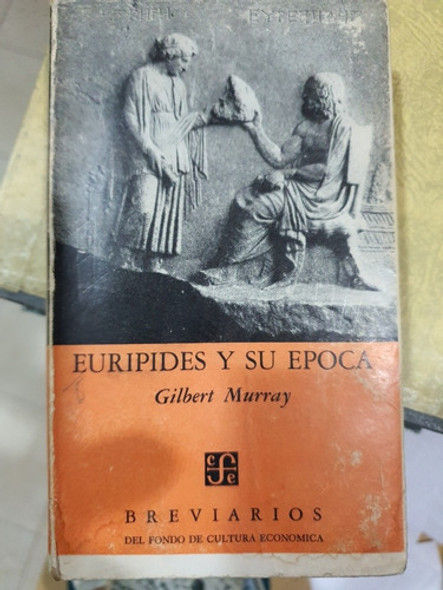 EURIPIDES Y SU EPOCA
Gilbert Murray
c f e
BREVIARIOS
DEL FONDO DE CULTURA ECONOMICA